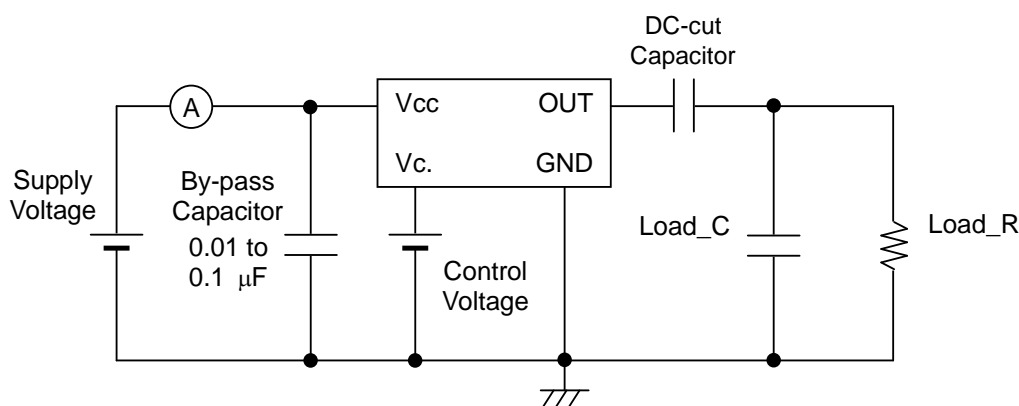 DC-cut
Capacitor
A
Vcc
OUT
Vc.
GND
Supply
Voltage
By-pass
Capacitor
0.01 to
0.1 μF
Control
Voltage
Load_C
Load_R